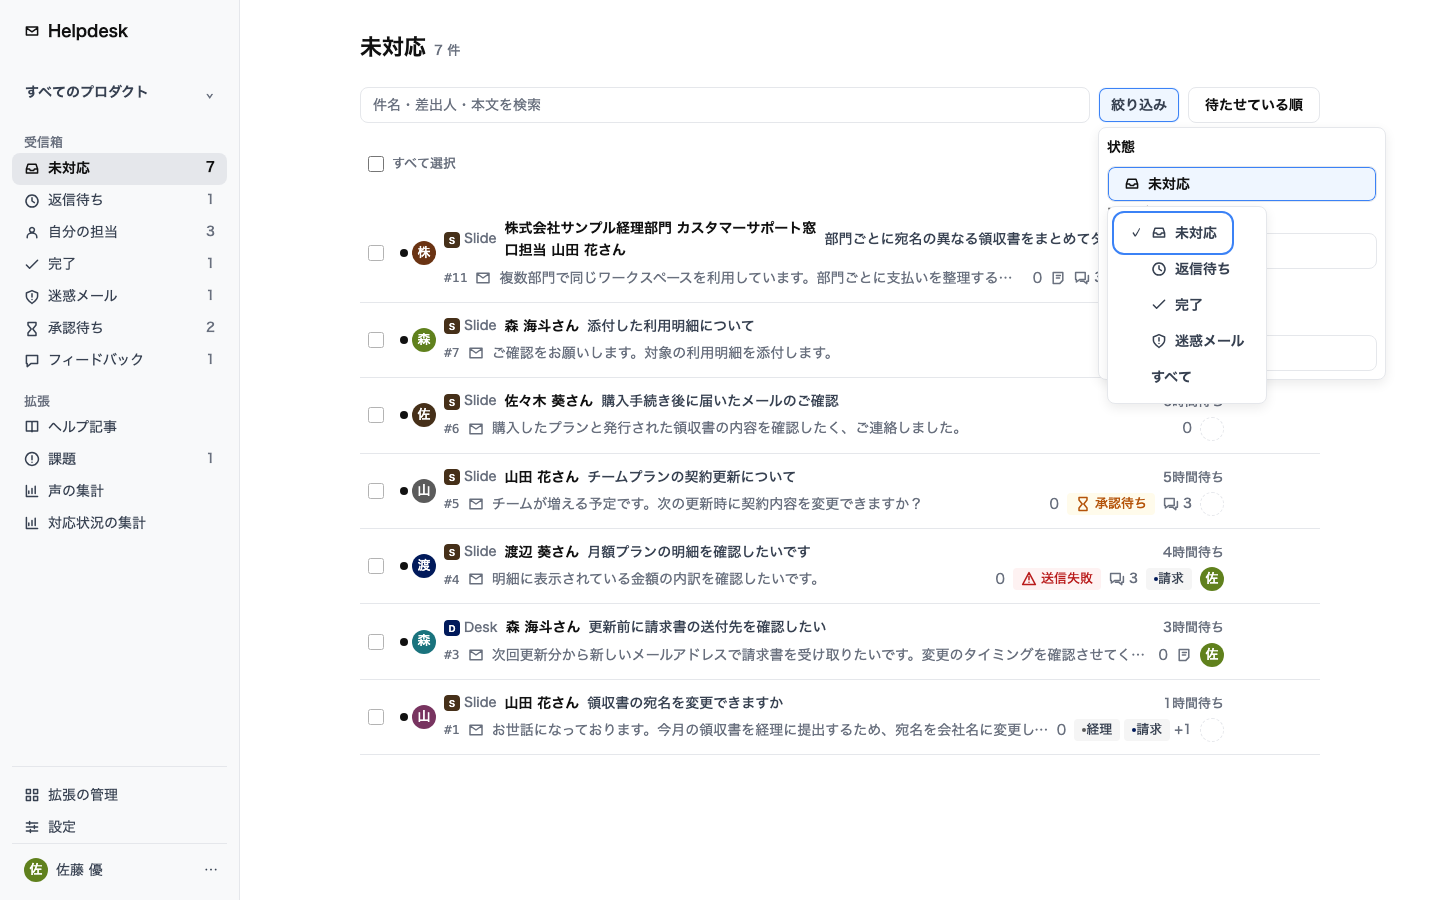 Helpdesk
すべてのプロダクト
受信箱
未対応 7
返信待ち 1
自分の担当 3
完了 1
迷惑メール 1
承認待ち 2
フィードバック 1
拡張
ヘルプ記事
課題 1
声の集計
対応状況の集計
拡張の管理
設定
佐 佐藤 優 …
未対応 7 件
件名・差出人・本文を検索 絞り込み 待たせている順
すべて選択
状態
未対応
✓ 未対応
返信待ち
完了
迷惑メール
すべて
株 S Slide 株式会社サンプル経理部門 カスタマーサポート窓
口担当 山田 花さん 部門ごとに宛名の異なる領収書をまとめて
#11 複数部門で同じワークスペースを利用しています。部門ごとに支払いを整理する… 0
森 S Slide 森 海斗さん 添付した利用明細について
#7 ご確認をお願いします。対象の利用明細を添付します。
佐 S Slide 佐々木 葵さん 購入手続き後に届いたメールのご確認
#6 購入したプランと発行された領収書の内容を確認したく、ご連絡しました。 0
山 S Slide 山田 花さん チームプランの契約更新について 5時間待ち
#5 チームが増える予定です。次の更新時に契約内容を変更できますか？ 0 承認待ち 3
渡 S Slide 渡辺 葵さん 月額プランの明細を確認したいです 4時間待ち
#4 明細に表示されている金額の内訳を確認したいです。 0 送信失敗 3 •請求 佐
森 D Desk 森 海斗さん 更新前に請求書の送付先を確認したい 3時間待ち
#3 次回更新分から新しいメールアドレスで請求書を受け取りたいです。変更のタイミングを確認させてく… 0 佐
山 S Slide 山田 花さん 領収書の宛名を変更できますか 1時間待ち
#1 お世話になっております。今月の領収書を経理に提出するため、宛名を会社名に変更し… 0 •経理 •請求 +1